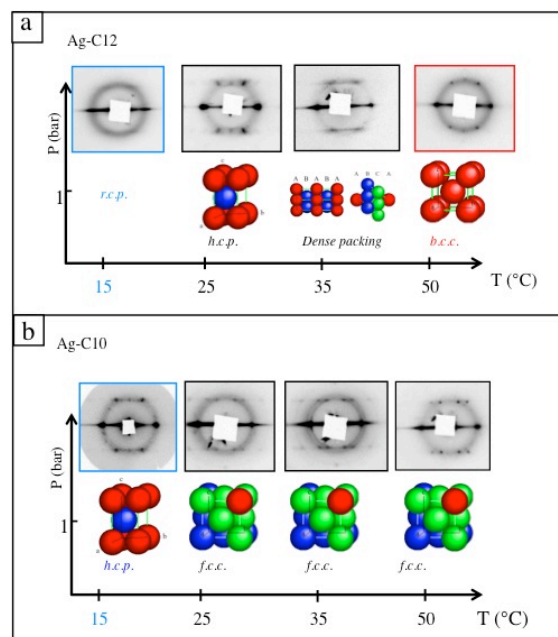 a
Ag-C12
P (bar)
1
r.c.p.
c
a
b
h.c.p.
A B A B A
A B C A
Dense packing
b.c.c.
15
25
35
50
T (°C)
b
Ag-C10
P (bar)
1
c
a
b
h.c.p.
f.c.c.
f.c.c.
f.c.c.
15
25
35
50
T (°C)